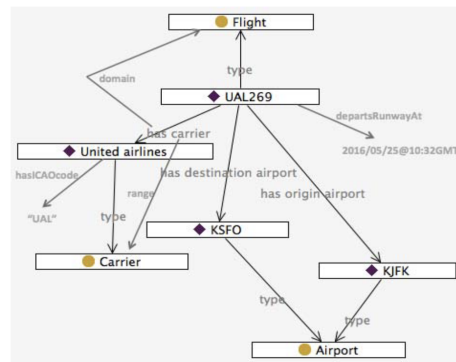 Flight
domain
type
UAL269
departsRunwayAt
has carrier
2016/05/25@10:32GMT
United airlines
hasICAOcode
has destination airport
range
has origin airport
"UAL"
type
KSFO
Carrier
KJFK
type
type
Airport